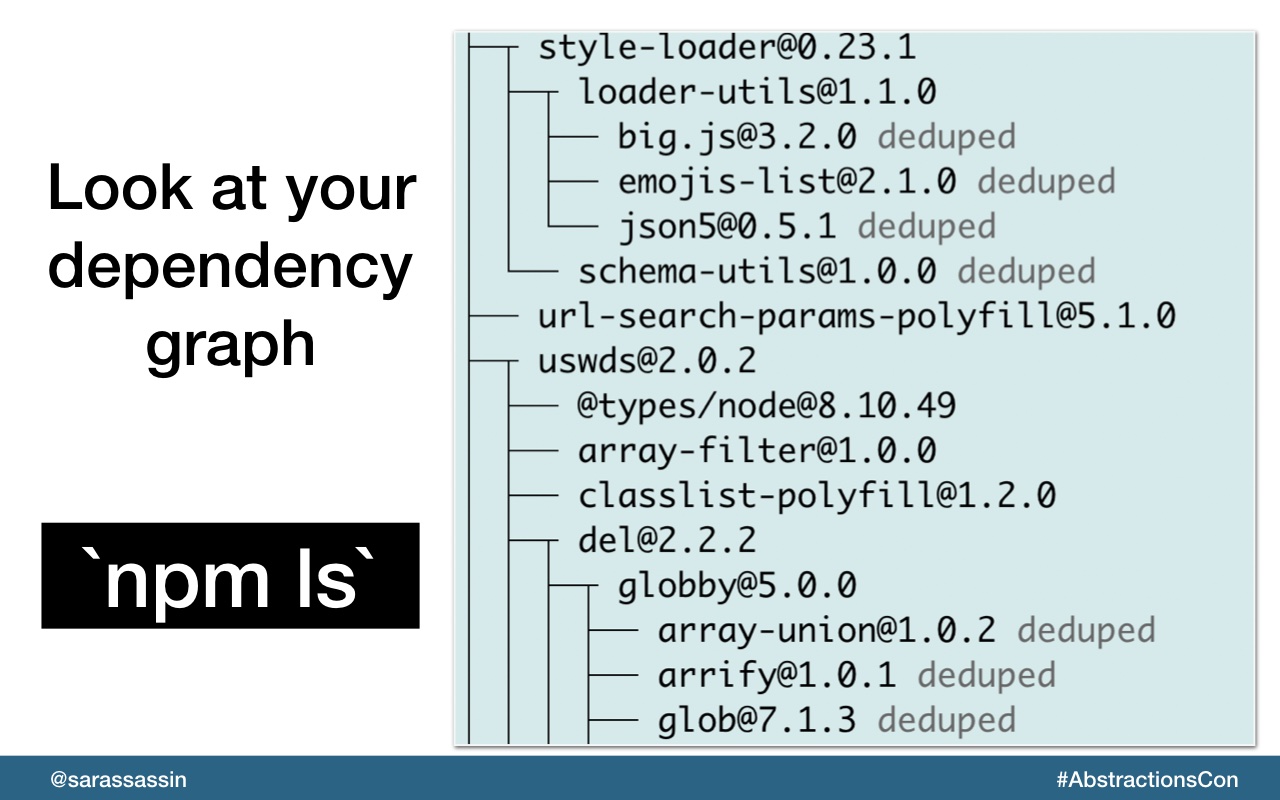 Look at your
dependency
graph
`npm ls`
style-loader@0.23.1
loader-utils@1.1.0
big.js@3.2.0 deduped
emojis-list@2.1.0 deduped
json5@0.5.1 deduped
schema-utils@1.0.0 deduped
url-search-params-polyfill@5.1.0
uswds@2.0.2
@types/node@8.10.49
array-filter@1.0.0
classlist-polyfill@1.2.0
del@2.2.2
globby@5.0.0
array-union@1.0.2 deduped
arrify@1.0.1 deduped
glob@7.1.3 deduped
@sarassassin
#AbstractionsCon